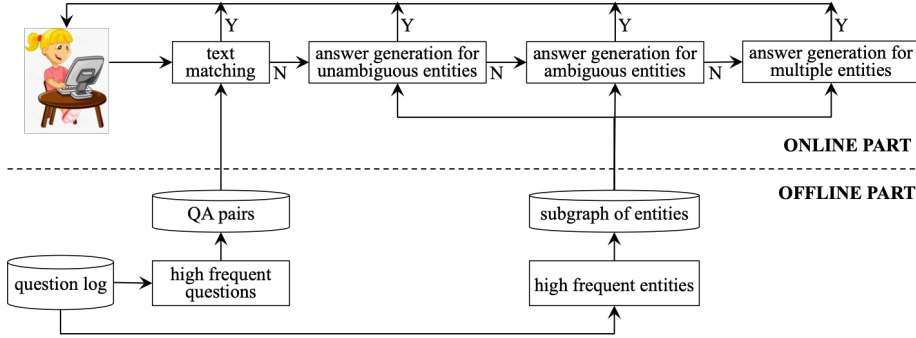 Y
Y
Y
Y
text
matching
N
answer generation for
unambiguous entities
N
answer generation for
ambiguous entities
N
answer generation for
multiple entities
ONLINE PART
OFFLINE PART
QA pairs
subgraph of entities
question log
high frequent
questions
high frequent entities